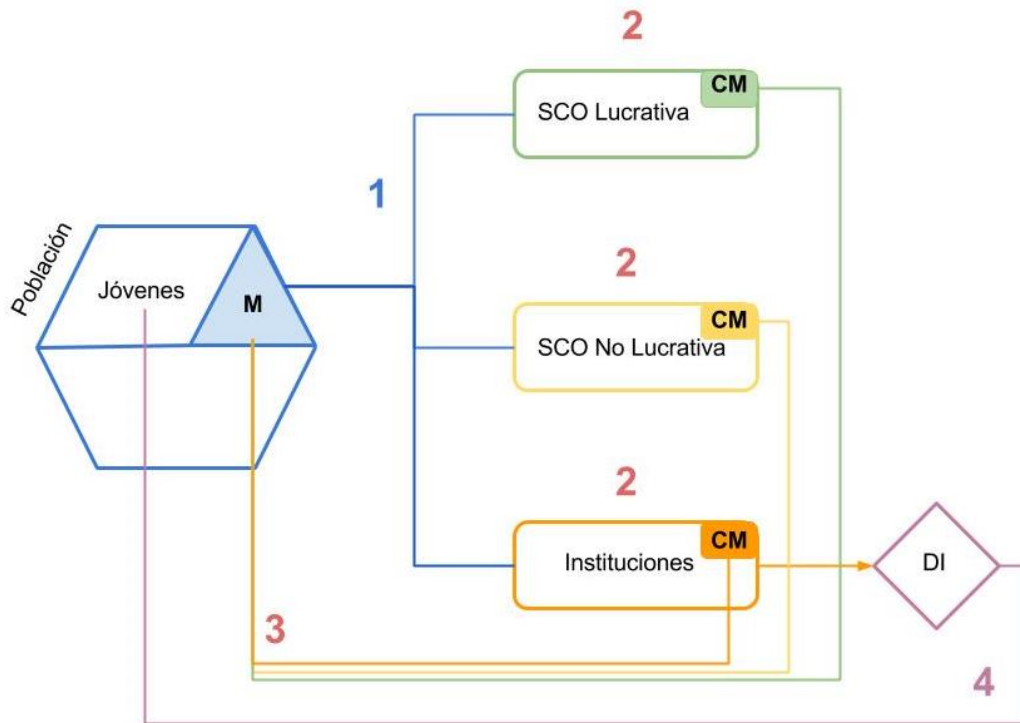 2
CM
SCO Lucrativa
1
Población
Jóvenes
M
2
CM
SCO No Lucrativa
2
CM
Instituciones
DI
3
4